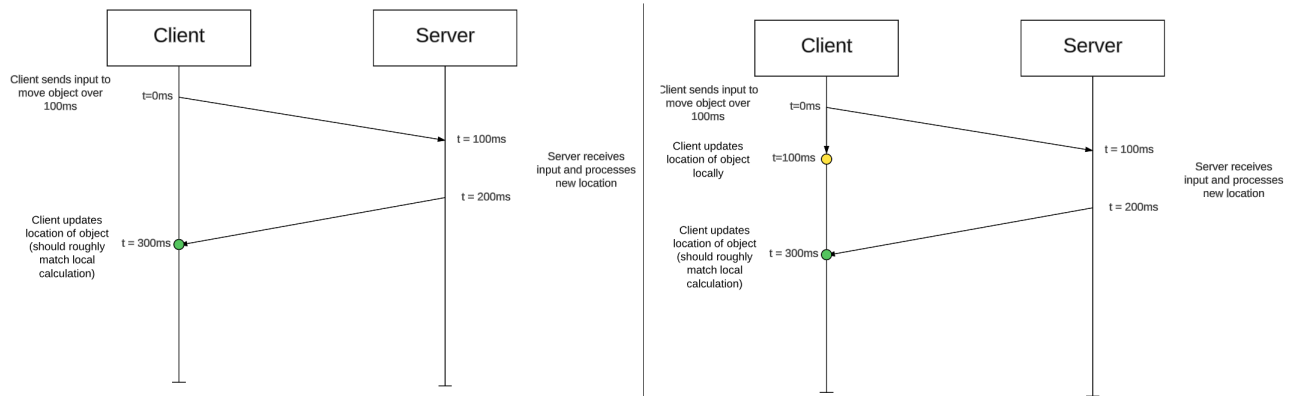 Client
Server
Client sends input to
move object over
100ms
t=0ms
t = 100ms
Server receives
input and processes
new location
t = 200ms
Client updates
location of object
(should roughly
match local
calculation)
t = 300ms
Client
Server
Client sends input to
move object over
100ms
t=0ms
Client updates
location of object
locally
t=100ms
t = 100ms
Server receives
input and processes
new location
t = 200ms
Client updates
location of object
(should roughly
match local
calculation)
t = 300ms